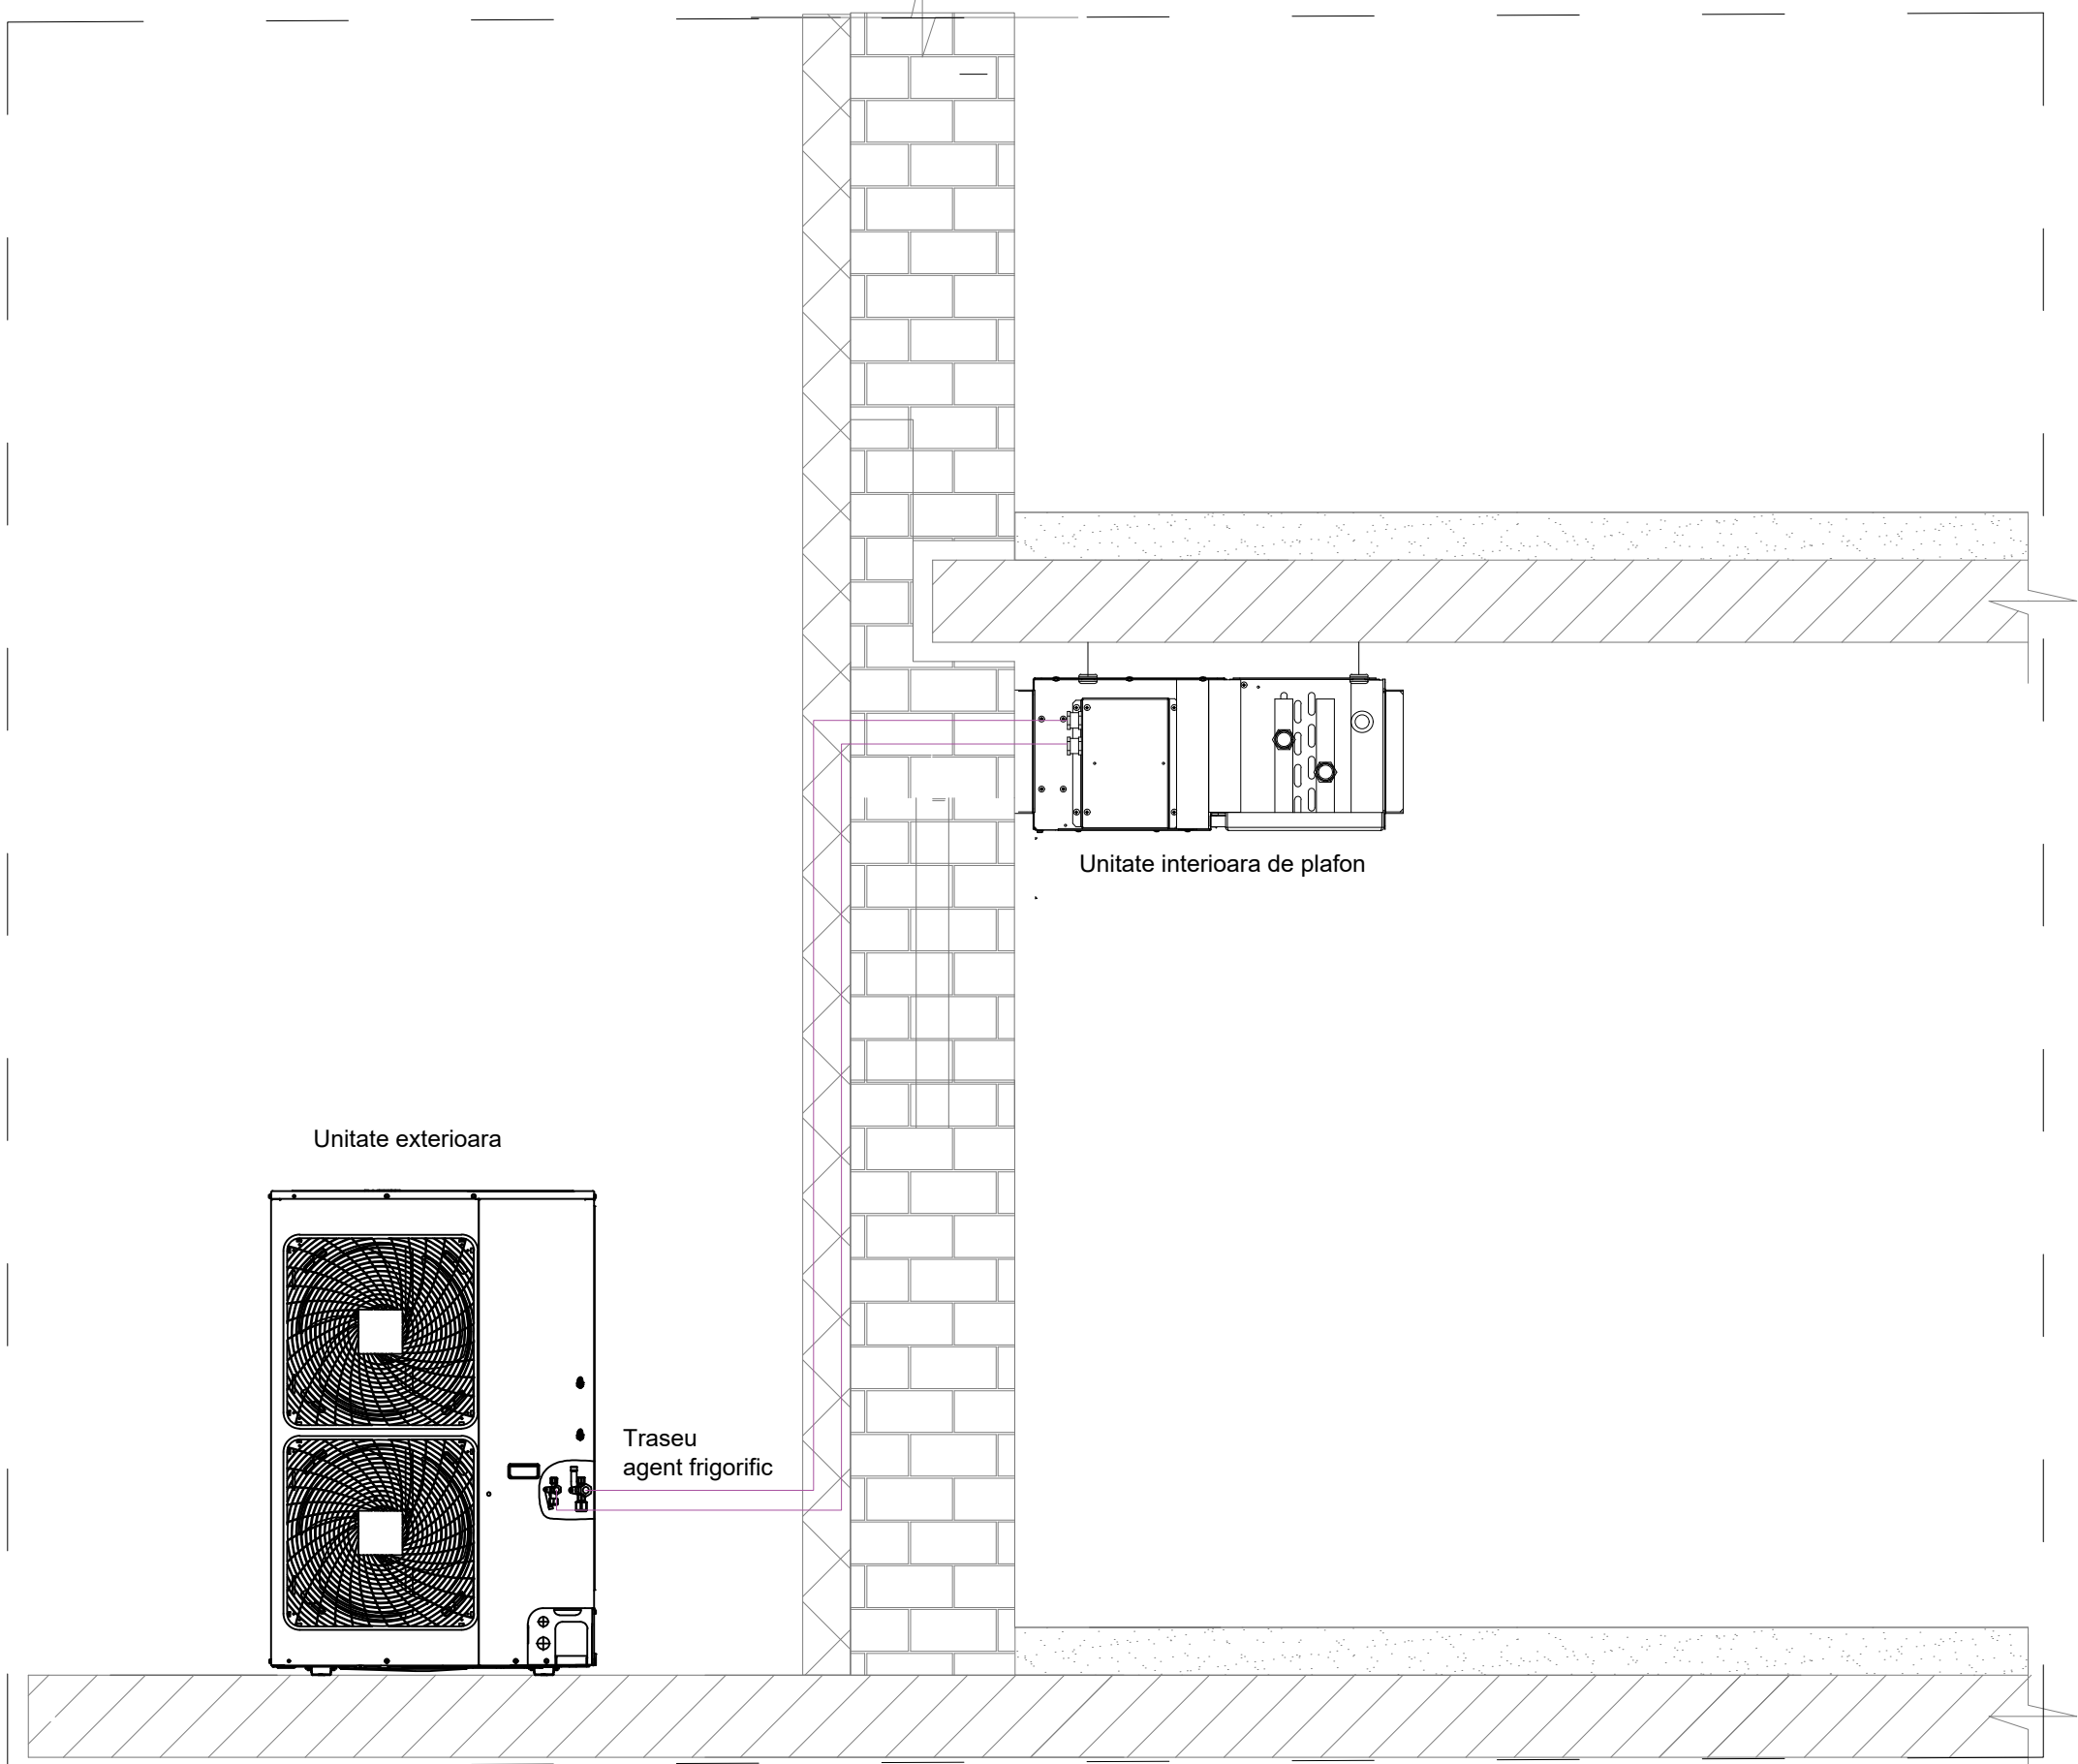 Unitate interioara de plafon
Unitate exterioara
Traseu
agent frigorific